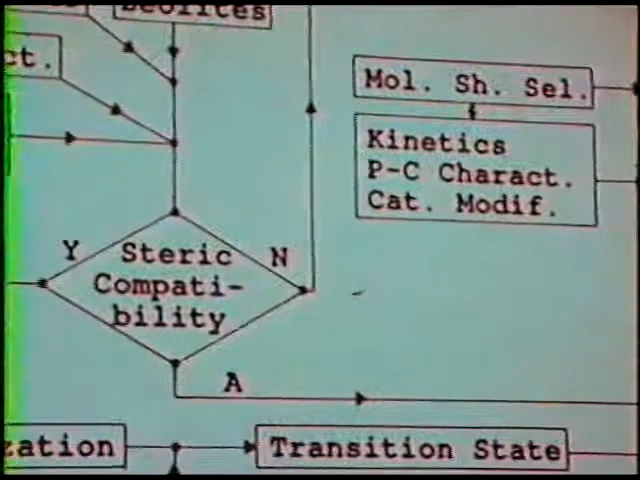 Zeolites
ct.
Mol. Sh. Sel.
Kinetics
P-C Charact.
Cat. Modif.
Y
N
Steric
Compati-
bility
A
zation
Transition State